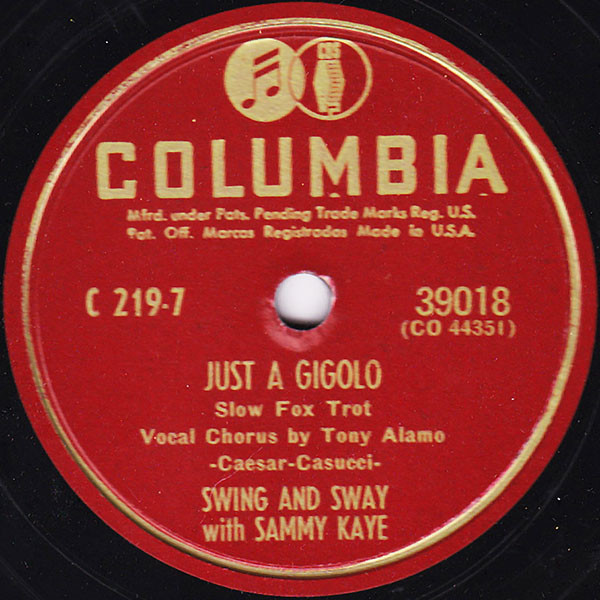 CBS
COLUMBIA
Mfrd. under Pats. Pending Trade Marks Reg. U.S.
Pat. Off. Marcas Registradas Made in U.S.A.
C 219-7
39018
(CO 44351)
JUST A GIGOLO
Slow Fox Trot
Vocal Chorus by Tony Alamo
-Caesar-Casucci-
SWING AND SWAY
with SAMMY KAYE